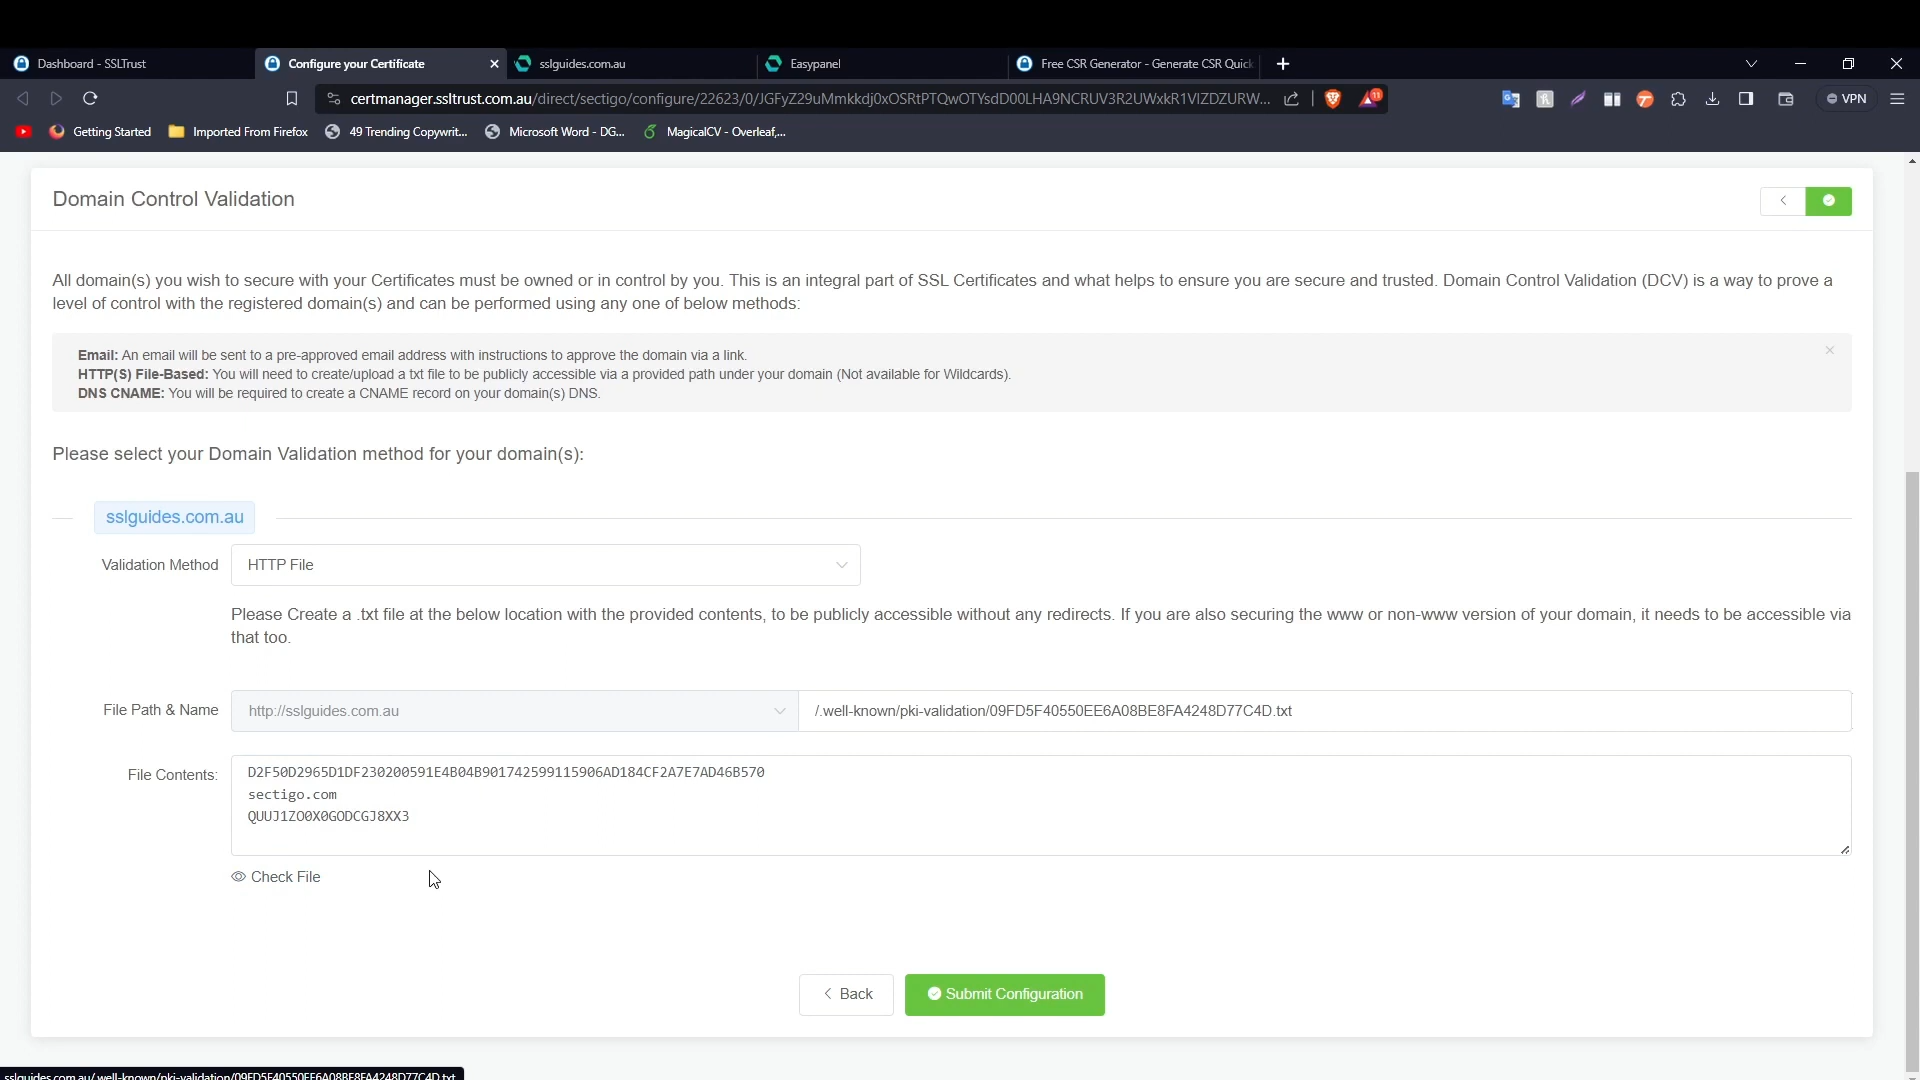 Dashboard - SSLTrust
Configure your Certificate
sslguides.com.au
Easypanel
Free CSR Generator - Generate CSR Quick
certmanager.ssltrust.com.au/direct/sectigo/configure/22623/0/JGFyZ29uMmkkdj0xOSRtPTQwOTYsdD00LHA9NCRUV3R2UWxkR1VIZDZURW...
11
VPN
Getting Started
Imported From Firefox
49 Trending Copywrit...
Microsoft Word - DG...
MagicalCV - Overleaf,...
Domain Control Validation
All domain(s) you wish to secure with your Certificates must be owned or in control by you. This is an integral part of SSL Certificates and what helps to ensure you are secure and trusted. Domain Control Validation (DCV) is a way to prove a
level of control with the registered domain(s) and can be performed using any one of below methods:
Email: An email will be sent to a pre-approved email address with instructions to approve the domain via a link.
HTTP(S) File-Based: You will need to create/upload a txt file to be publicly accessible via a provided path under your domain (Not available for Wildcards).
DNS CNAME: You will be required to create a CNAME record on your domain(s) DNS.
Please select your Domain Validation method for your domain(s):
sslguides.com.au
Validation Method
HTTP File
Please Create a .txt file at the below location with the provided contents, to be publicly accessible without any redirects. If you are also securing the www or non-www version of your domain, it needs to be accessible via
that too.
File Path & Name
http://sslguides.com.au
/.well-known/pki-validation/09FD5F40550EE6A08BE8FA4248D77C4D.txt
File Contents:
D2F50D2965D1DF230200591E4B04B901742599115906AD184CF2A7E7AD46B570
sectigo.com
QUUJ1ZO0X0GODCGJ8XX3
Check File
Back
Submit Configuration
sslguides.com.au/.well-known/pki-validation/09FD5F40550EE6A08BE8FA4248D77C4D.txt